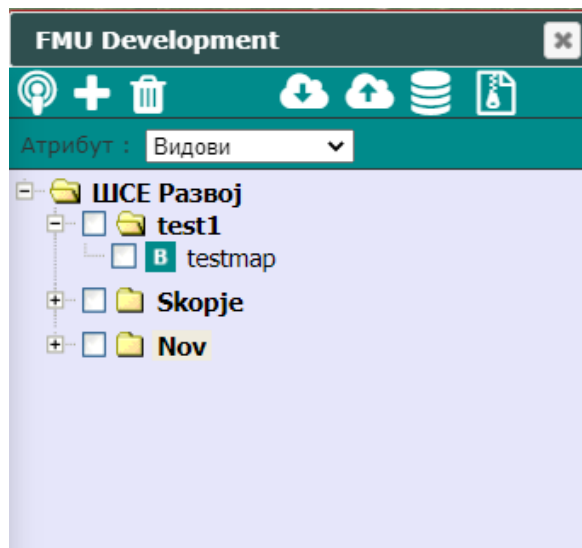 FMU Development
Атрибут : Видови
ШСЕ Развој
test1
B testmap
Skopje
Nov